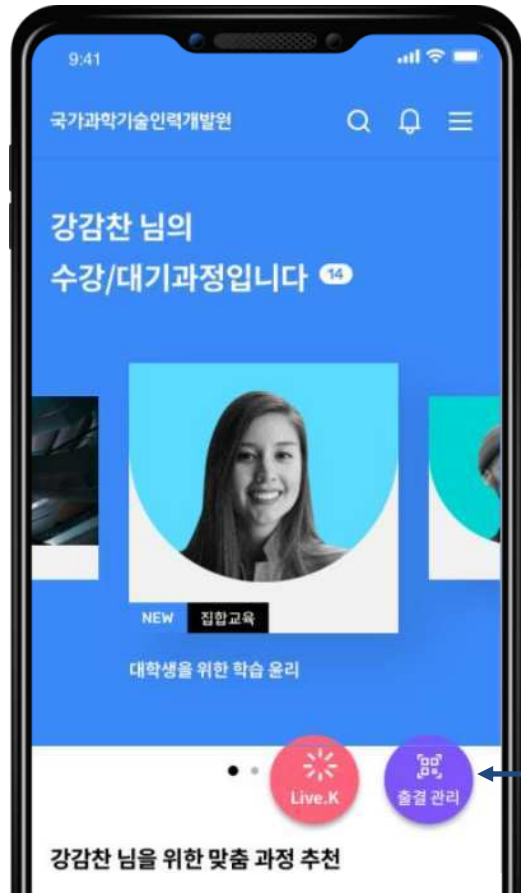 9:41
국가과학기술인력개발원
강감찬 님의
수강/대기과정입니다 14
NEW 집합교육
대학생을 위한 학습 윤리
Live.K
출결 관리
강감찬 님을 위한 맞춤 과정 추천